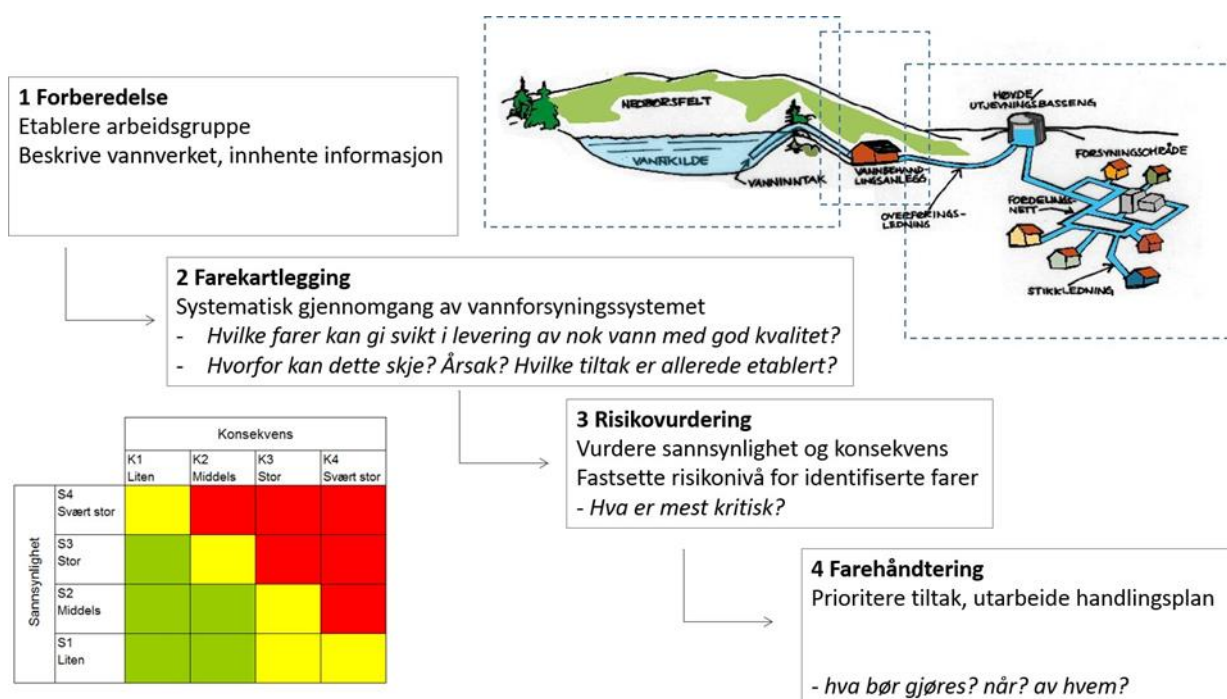 1 Forberedelse
Etablere arbeidsgruppe
Beskrive vannverket, innhente informasjon
NEDBØRSFELT
VANNKILDE
VANNINNTAK
VANNBEHAND-
LINGSANLEGG
OVERFØRINGS-
LEDNING
HØYDE/
UTJEVNINGSBASSENG
FORSYNINGSOMRÅDE
FORDELINGS-
NETT
STIKKLEDNING
2 Farekartlegging
Systematisk gjennomgang av vannforsyningssystemet
- Hvilke farer kan gi svikt i levering av nok vann med god kvalitet?
- Hvorfor kan dette skje? Årsak? Hvilke tiltak er allerede etablert?
3 Risikovurdering
Vurdere sannsynlighet og konsekvens
Fastsette risikonivå for identifiserte farer
- Hva er mest kritisk?
4 Farehåndtering
Prioritere tiltak, utarbeide handlingsplan
- hva bør gjøres? når? av hvem?
Konsekvens
K1 K2 K3 K4
Liten Middels Stor Svært stor
Sannsynlighet
S4
Svært stor
S3
Stor
S2
Middels
S1
Liten